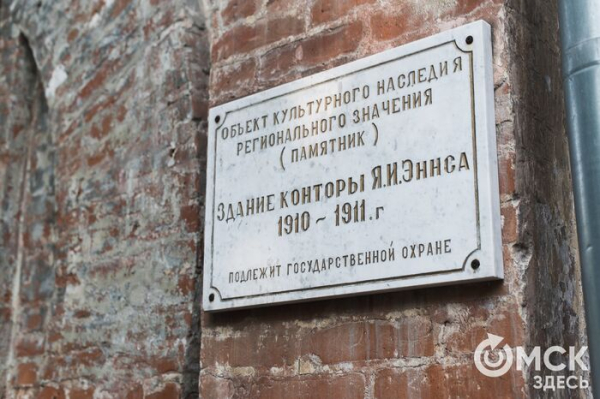 ОБЪЕКТ КУЛЬТУРНОГО НАСЛЕДИЯ
РЕГИОНАЛЬНОГО ЗНАЧЕНИЯ
(ПАМЯТНИК)
ЗДАНИЕ КОНТОРЫ Я.И.ЭННСА
1910 ~ 1911.г
ПОДЛЕЖИТ ГОСУДАРСТВЕННОЙ ОХРАНЕ
ОМСК
ЗДЕСЬ